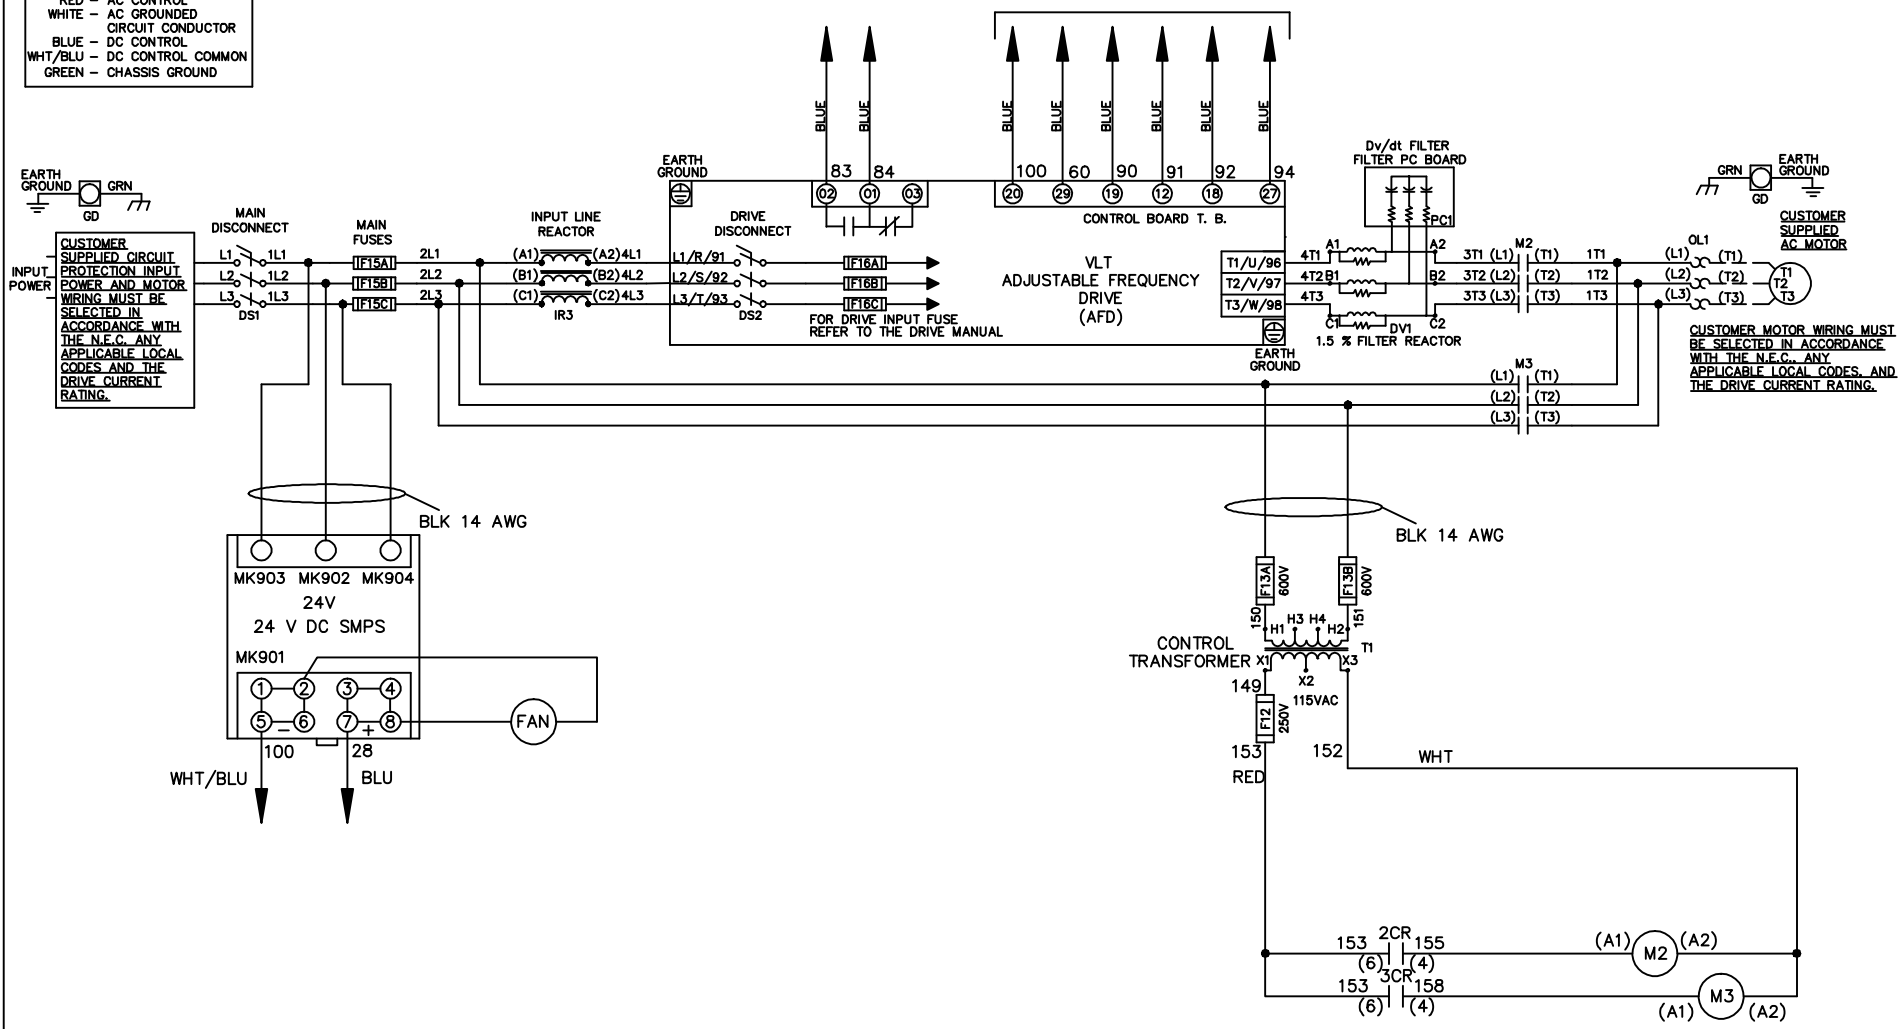 RED - AC CONTROL
WHITE - AC GROUNDED
CIRCUIT CONDUCTOR
BLUE - DC CONTROL
WHT/BLU - DC CONTROL COMMON
GREEN - CHASSIS GROUND
BLUE
BLUE
BLUE
BLUE
BLUE
BLUE
BLUE
BLUE
EARTH
GROUND
GRN
GD
EARTH
GROUND
83
84
02
01
03
100
60
90
91
92
94
20
29
19
12
18
27
CONTROL BOARD T. B.
Dv/dt FILTER
FILTER PC BOARD
PC1
GRN
EARTH
GROUND
GD
CUSTOMER
SUPPLIED
AC MOTOR
INPUT
POWER
CUSTOMER
SUPPLIED CIRCUIT
PROTECTION INPUT
POWER AND MOTOR
WIRING MUST BE
SELECTED IN
ACCORDANCE WITH
THE N.E.C. ANY
APPLICABLE LOCAL
CODES AND THE
DRIVE CURRENT
RATING.
MAIN
DISCONNECT
L1
1L1
L2
1L2
L3
1L3
DS1
MAIN
FUSES
F15A
F15B
F15C
2L1
2L2
2L3
INPUT LINE
REACTOR
(A1)
(A2)
4L1
(B1)
(B2)
4L2
(C1)
(C2)
4L3
IR3
L1/R/91
L2/S/92
L3/T/93
DRIVE
DISCONNECT
DS2
F16A
F16B
F16C
FOR DRIVE INPUT FUSE
REFER TO THE DRIVE MANUAL
VLT
ADJUSTABLE FREQUENCY
DRIVE
(AFD)
T1/U/96
T2/V/97
T3/W/98
EARTH
GROUND
4T1
4T2
4T3
A1
A2
B1
B2
C1
C2
DV1
1.5 % FILTER REACTOR
M2
3T1 (L1)
(T1)
1T1
3T2 (L2)
(T2)
1T2
3T3 (L3)
(T3)
1T3
OL1
(L1)
(T1)
(L2)
(T2)
(L3)
(T3)
T1
T2
T3
CUSTOMER MOTOR WIRING MUST
BE SELECTED IN ACCORDANCE
WITH THE N.E.C., ANY
APPLICABLE LOCAL CODES, AND
THE DRIVE CURRENT RATING.
M3
(L1)
(T1)
(L2)
(T2)
(L3)
(T3)
BLK 14 AWG
MK903
MK902
MK904
24V
24 V DC SMPS
MK901
1
2
3
4
5
6
7
8
-
+
FAN
100
28
WHT/BLU
BLU
BLK 14 AWG
F13A
600V
F13B
600V
150
151
H1
H3
H4
H2
CONTROL
TRANSFORMER
T1
X1
X3
X2
149
115VAC
F12
250V
153
152
RED
WHT
2CR
153
155
(6)
(4)
(A1)
M2
(A2)
3CR
153
158
(6)
(4)
(A1)
M3
(A2)